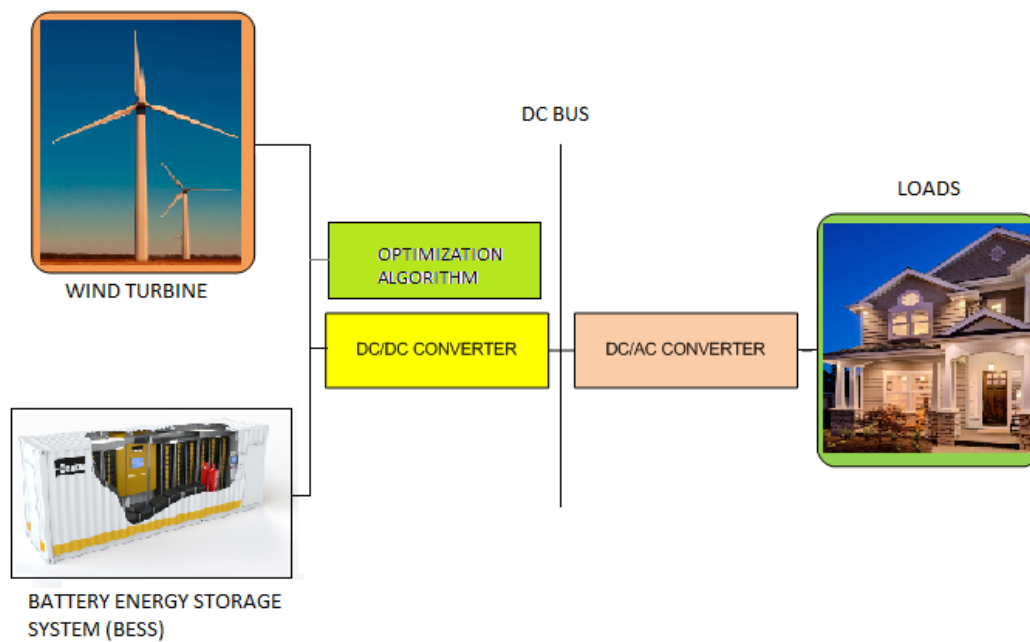 DC BUS
LOADS
OPTIMIZATION
ALGORITHM
WIND TURBINE
DC/DC CONVERTER
DC/AC CONVERTER
BATTERY ENERGY STORAGE
SYSTEM (BESS)